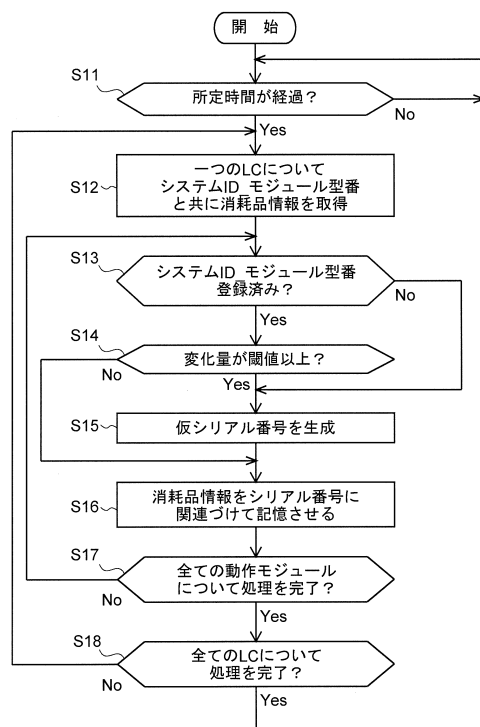 開 始
S11
所定時間が経過？
No
Yes
S12
一つのLCについて
システムID_モジュール型番
と共に消耗品情報を取得
S13
システムID_モジュール型番
登録済み？
No
Yes
S14
変化量が閾値以上？
No
Yes
S15
仮シリアル番号を生成
S16
消耗品情報をシリアル番号に
関連づけて記憶させる
S17
全ての動作モジュール
について処理を完了？
No
Yes
S18
全てのLCについて
処理を完了？
No
Yes